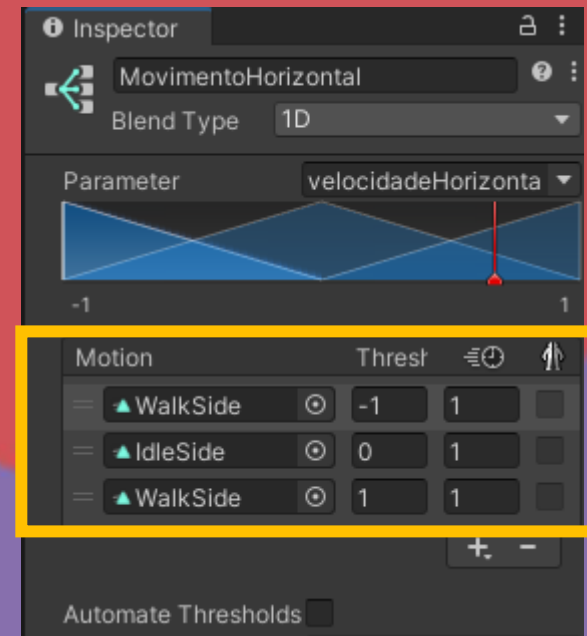 Inspector
MovimentoHorizontal
Blend Type 1D
Parameter velocidadeHorizonta
-1 1
Motion Thresh
WalkSide -1 1
IdleSide 0 1
WalkSide 1 1
+ -
Automate Thresholds